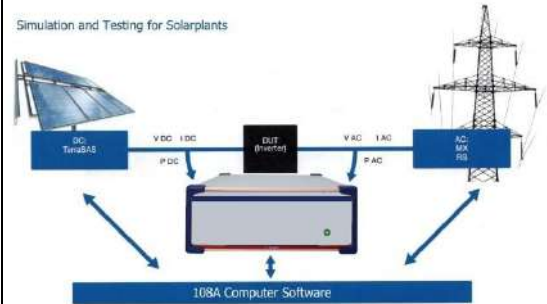 Simulation and Testing for Solarplants
DC:
TerraSAS
V DC I DC
P DC
DUT
(Inverter)
V AC I AC
P AC
AC:
MX
RS
108A Computer Software